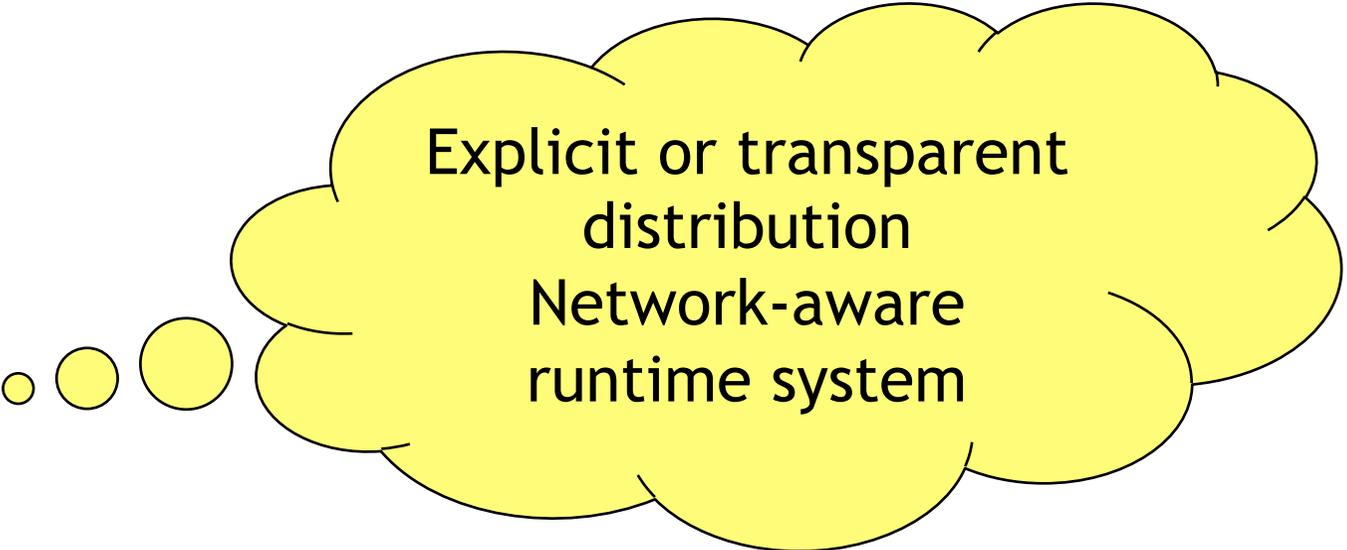 Explicit or transparent
distribution
Network-aware
runtime system